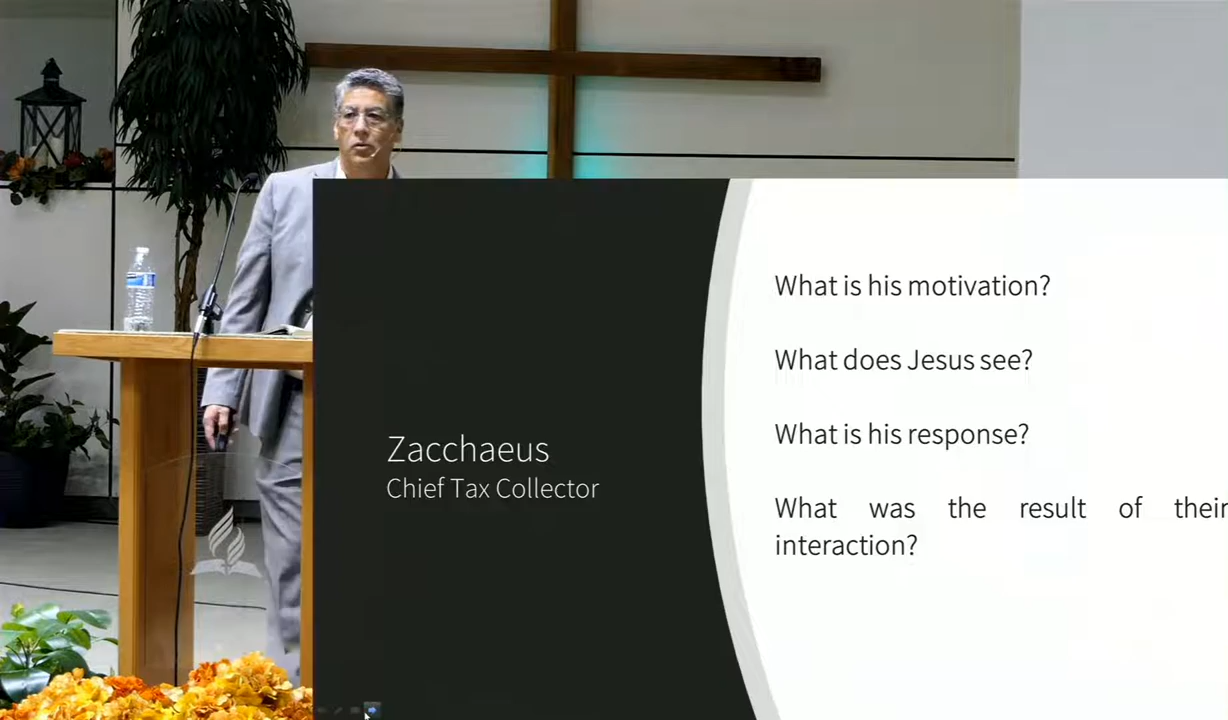 What is his motivation?
What does Jesus see?
Zacchaeus
Chief Tax Collector
What is his response?
What was the result of their
interaction?